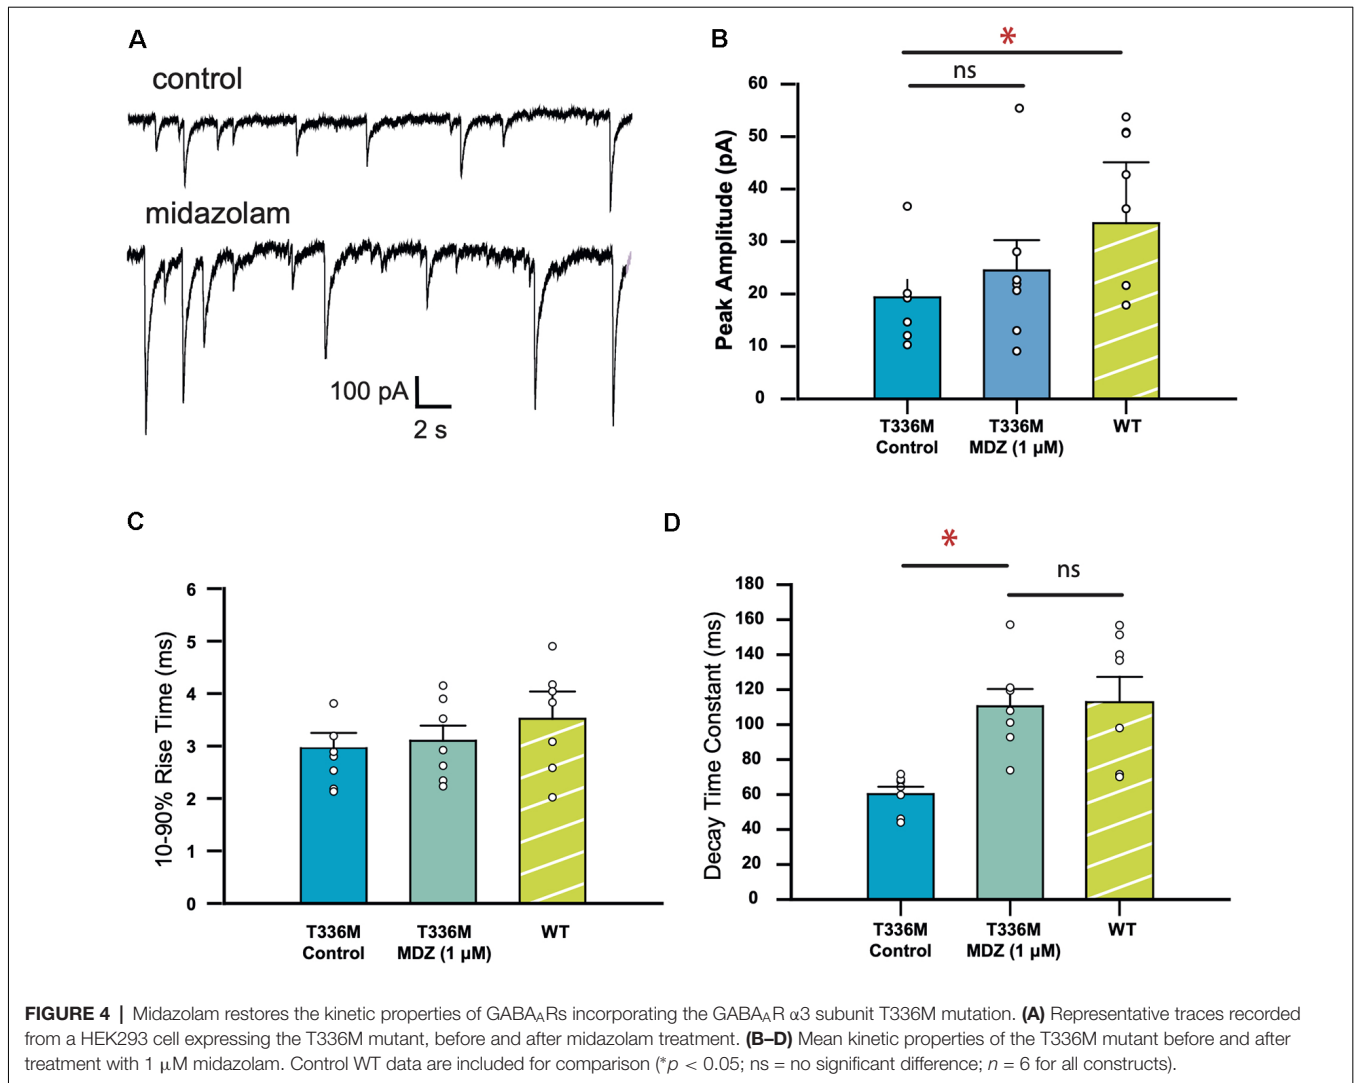 A
control
midazolam
100 pA
2 s
B
*
ns
Peak Amplitude (pA)
60
50
40
30
20
10
0
T336M
Control
T336M
MDZ (1 µM)
WT
C
10-90% Rise Time (ms)
6
5
4
3
2
1
0
T336M
Control
T336M
MDZ (1 µM)
WT
D
*
ns
Decay Time Constant (ms)
180
160
140
120
100
80
60
40
20
0
T336M
Control
T336M
MDZ (1 µM)
WT
FIGURE 4 | Midazolam restores the kinetic properties of GABAARs incorporating the GABAAR α3 subunit T336M mutation. (A) Representative traces recorded
from a HEK293 cell expressing the T336M mutant, before and after midazolam treatment. (B–D) Mean kinetic properties of the T336M mutant before and after
treatment with 1 µM midazolam. Control WT data are included for comparison (*p < 0.05; ns = no significant difference; n = 6 for all constructs).